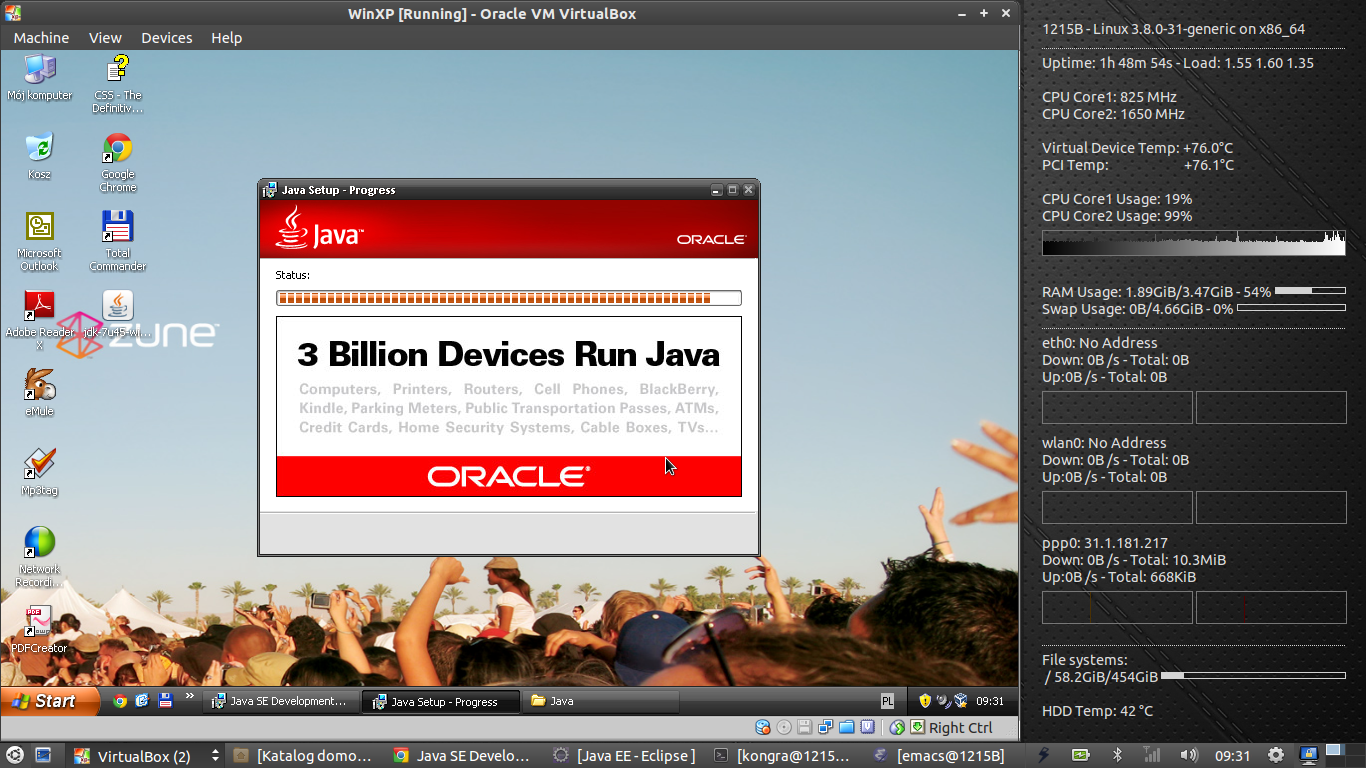 WinXP [Running] - Oracle VM VirtualBox
Machine View Devices Help
Mój komputer
CSS - The
Definitiv...
Kosz
Google
Chrome
Microsoft
Outlook
Total
Commander
Adobe Reader
X
jdk-7u45-wi...
zune™
eMule
Mp3tag
Network
Recordi...
PDF
PDFCreator
Java Setup - Progress
Java™
ORACLE®
Status:
3 Billion Devices Run Java
Computers, Printers, Routers, Cell Phones, BlackBerry,
Kindle, Parking Meters, Public Transportation Passes, ATMs,
Credit Cards, Home Security Systems, Cable Boxes, TVs...
ORACLE®
Start
»
Java SE Development...
Java Setup - Progress
Java
PL
09:31
Right Ctrl
VirtualBox (2)
[Katalog domo...
Java SE Develo...
[Java EE - Eclipse ]
[kongra@1215...
[emacs@1215B]
09:31
1215B - Linux 3.8.0-31-generic on x86_64
Uptime: 1h 48m 54s - Load: 1.55 1.60 1.35
CPU Core1: 825 MHz
CPU Core2: 1650 MHz
Virtual Device Temp: +76.0°C
PCI Temp: +76.1°C
CPU Core1 Usage: 19%
CPU Core2 Usage: 99%
RAM Usage: 1.89GiB/3.47GiB - 54%
Swap Usage: 0B/4.66GiB - 0%
eth0: No Address
Down: 0B /s - Total: 0B
Up:0B /s - Total: 0B
wlan0: No Address
Down: 0B /s - Total: 0B
Up:0B /s - Total: 0B
ppp0: 31.1.181.217
Down: 0B /s - Total: 10.3MiB
Up:0B /s - Total: 668KiB
File systems:
/ 58.2GiB/454GiB
HDD Temp: 42 °C